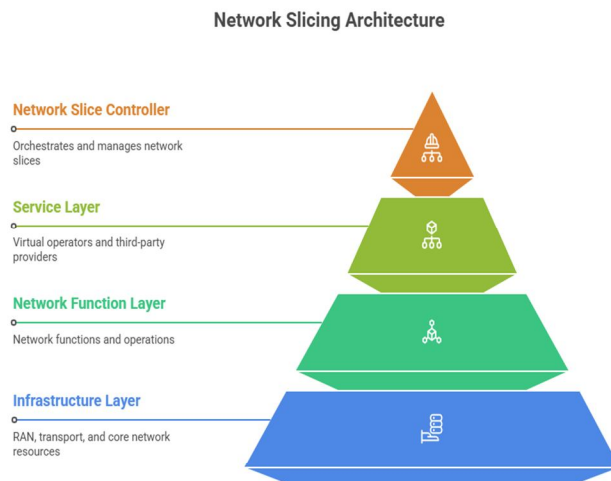 Network Slicing Architecture
Network Slice Controller
Orchestrates and manages network
slices
Service Layer
Virtual operators and third-party
providers
Network Function Layer
Network functions and operations
Infrastructure Layer
RAN, transport, and core network
resources